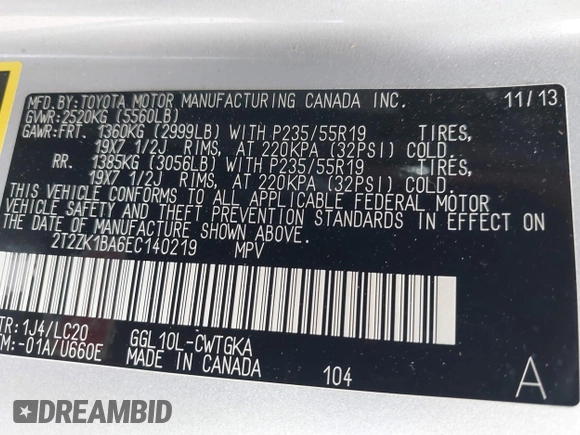 MFD.BY:TOYOTA MOTOR MANUFACTURING CANADA INC. 11/13
GVWR:2520KG (5560LB)
GAWR:FRT. 1360KG (2999LB) WITH P235/55R19 TIRES,
19X7 1/2J RIMS, AT 220KPA (32PSI) COLD
RR. 1385KG (3056LB) WITH P235/55R19 TIRES,
19X7 1/2J RIMS, AT 220KPA (32PSI) COLD.
THIS VEHICLE CONFORMS TO ALL APPLICABLE FEDERAL MOTOR
VEHICLE SAFETY AND THEFT PREVENTION STANDARDS IN EFFECT ON
THE DATE OF MANUFACTURE SHOWN ABOVE.
2T2ZK1BA6EC140219 MPV
TR:1J4/LC20 GGL10L-CWTGKA
M:-01A/U660E MADE IN CANADA 104 A
DREAMBID